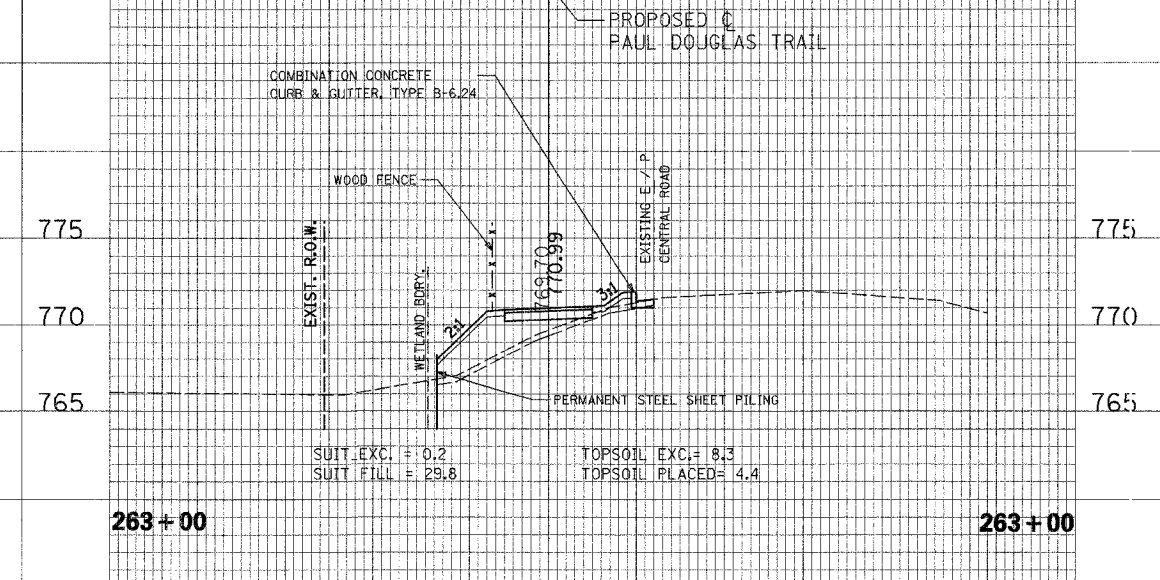 PROPOSED ℄
PAUL DOUGLAS TRAIL
COMBINATION CONCRETE
CURB & GUTTER, TYPE B-6.24
WOOD FENCE
EXISTING E / P
CENTRAL ROAD
775
775
EXIST. R.O.W.
WETLAND BDRY.
769.70
770.99
3:1
2:1
770
770
765
765
PERMANENT STEEL SHEET PILING
SUIT EXC. = 0.2
SUIT FILL = 29.8
TOPSOIL EXC.= 8.3
TOPSOIL PLACED= 4.4
263+00
263+00